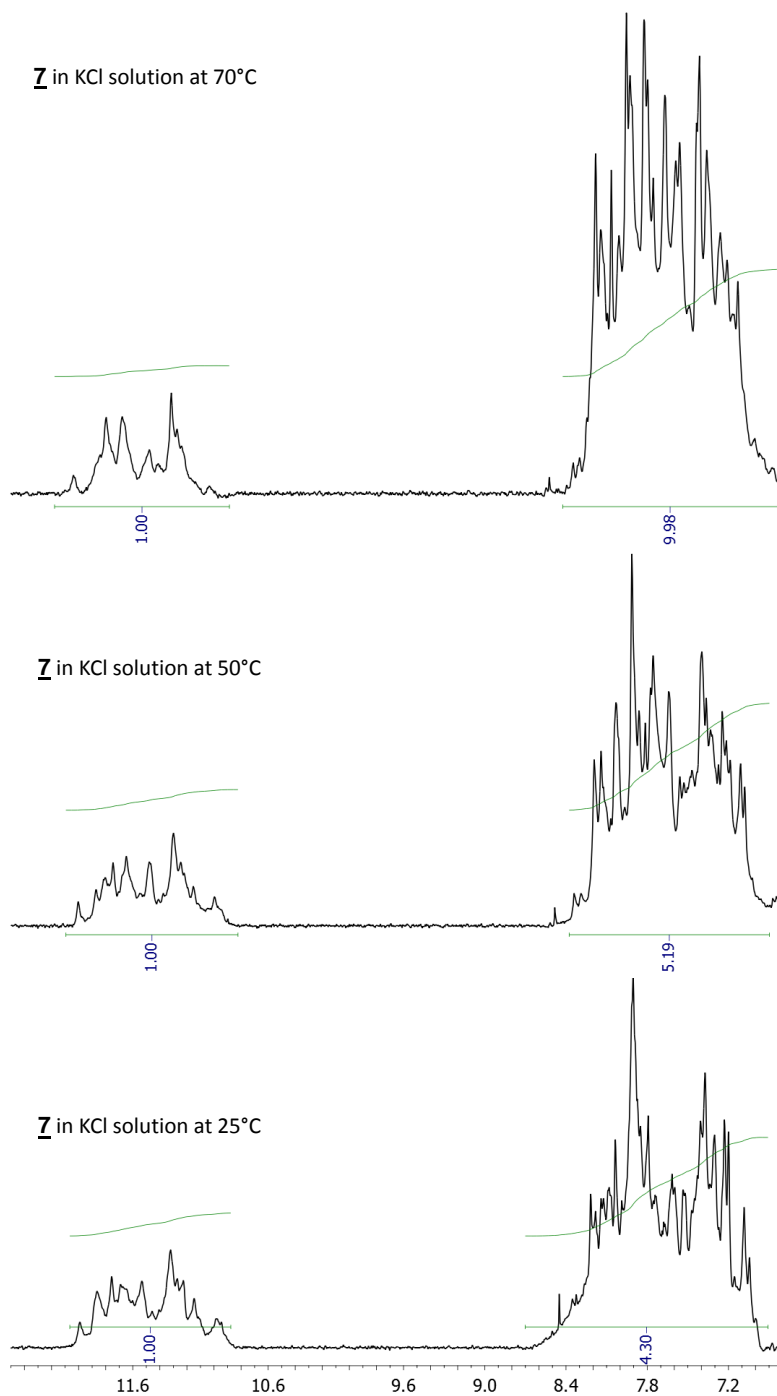 7 in KCl solution at 70°C
1.00
9.98
7 in KCl solution at 50°C
1.00
5.19
7 in KCl solution at 25°C
1.00
4.30
11.6 10.6 9.6 9.0 8.4 7.8 7.2